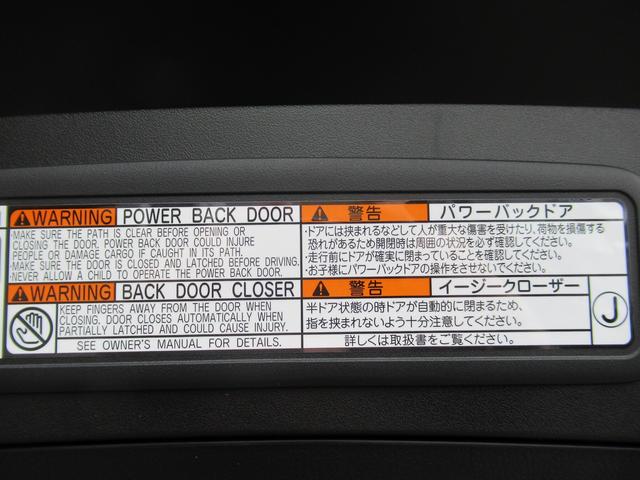 WARNING POWER BACK DOOR
·MAKE SURE THE PATH IS CLEAR BEFORE OPENING OR
CLOSING THE DOOR. POWER BACK DOOR COULD INJURE
PEOPLE OR DAMAGE CARGO IF CAUGHT IN ITS PATH.
·MAKE SURE THE DOOR IS CLOSED AND LATCHED BEFORE DRIVING.
·NEVER ALLOW A CHILD TO OPERATE THE POWER BACK DOOR.
警告 パワーバックドア
·ドアには挟まれるなどして人が重大な傷害を受けたり、荷物を損傷する
恐れがあるため開閉時は周囲の状況を必ず確認してください。
·走行前にドアが確実に閉まっていることを確認してください。
·お子様にパワーバックドアの操作をさせないでください。
WARNING BACK DOOR CLOSER
KEEP FINGERS AWAY FROM THE DOOR WHEN
CLOSING. DOOR CLOSES AUTOMATICALLY WHEN
PARTIALLY LATCHED AND COULD CAUSE INJURY.
SEE OWNER'S MANUAL FOR DETAILS.
警告 イージークローザー
半ドア状態の時ドアが自動的に閉まるため、
指を挟まれないよう十分注意してください。
詳しくは取扱書をご覧ください。
J